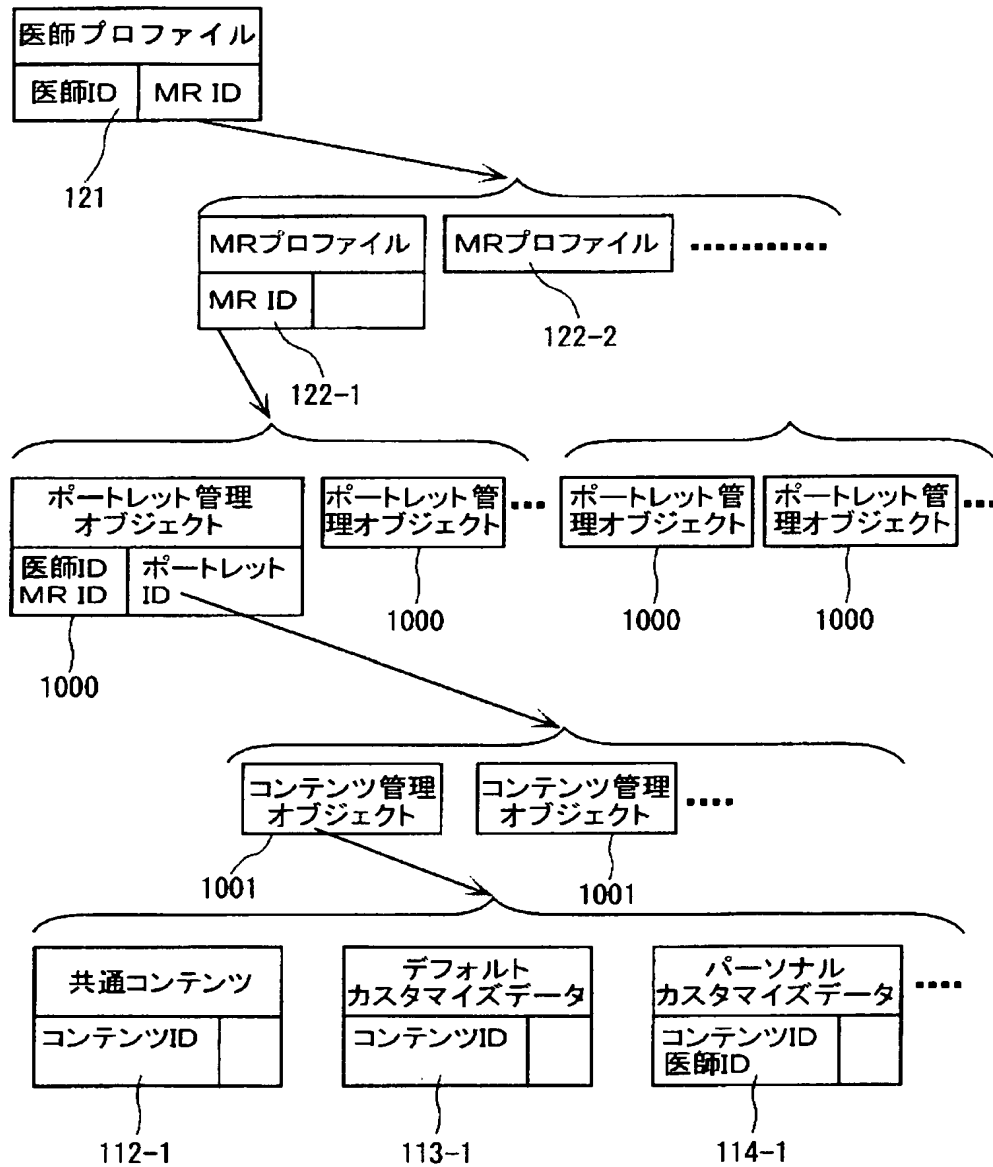 医師プロファイル
医師ID MR ID
121
MRプロファイル MRプロファイル ...........
MR ID
122-2
122-1
ポートレット管理 ポートレット管 ... ポートレット管 ポートレット管 ...
オブジェクト 理オブジェクト 理オブジェクト 理オブジェクト
医師ID ポートレット
MR ID ID
1000 1000 1000
1000
コンテンツ管理 コンテンツ管理 ....
オブジェクト オブジェクト
1001 1001
共通コンテンツ デフォルト パーソナル ....
カスタマイズデータ カスタマイズデータ
コンテンツID コンテンツID コンテンツID
医師ID
112-1 113-1 114-1